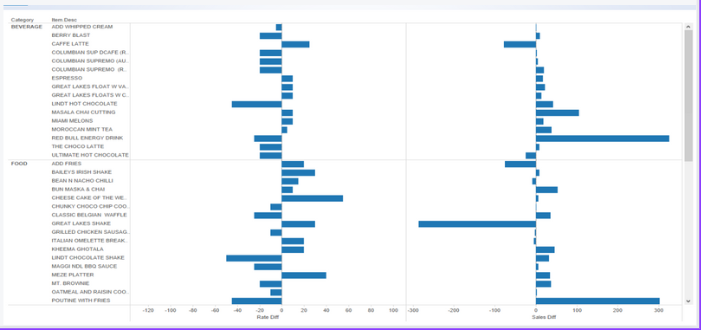 Category Item Desc
BEVERAGE ADD WHIPPED CREAM
BERRY BLAST
CAFFE LATTE
COLUMBIAN SUP DCAFE (R..
COLUMBIAN SUPREMO (AU..
COLUMBIAN SUPREMO (R..
ESPRESSO
GREAT LAKES FLOAT W VA..
GREAT LAKES FLOATS W C..
LINDT HOT CHOCOLATE
MASALA CHAI CUTTING
MIAMI MELONS
MOROCCAN MINT TEA
RED BULL ENERGY DRINK
THE CHOCO LATTE
ULTIMATE HOT CHOCOLATE
FOOD ADD FRIES
BAILEYS IRISH SHAKE
BEAN N NACHO CHILLI
BUN MASKA & CHAI
CHEESE CAKE OF THE WE..
CHUNKY CHOCO CHIP COO..
CLASSIC BELGIAN WAFFLE
GREAT LAKES SHAKE
GRILLED CHICKEN SAUSAG..
ITALIAN OMELETTE BREAK..
KHEEMA GHOTALA
LINDT CHOCOLATE SHAKE
MAGGI NDL BBQ SAUCE
MEZE PLATTER
MT. BROWNIE
OATMEAL AND RAISIN COO..
POUTINE WITH FRIES
-120 -100 -80 -60 -40 -20 0 20 40 60 80 100 -300 -200 -100 0 100 200 300
Rate Diff Sales Diff